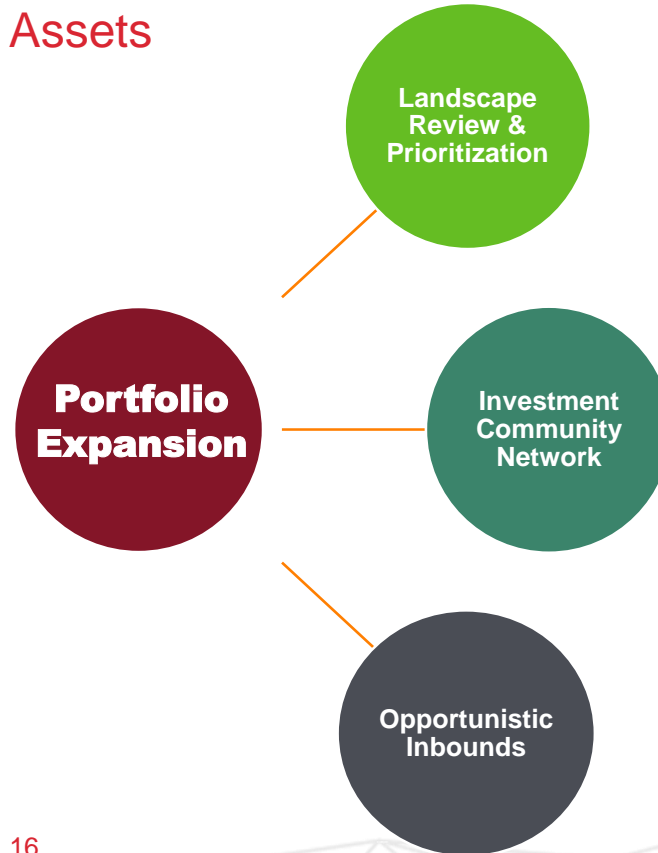 Assets
Landscape
Review &
Prioritization
Portfolio
Expansion
Investment
Community
Network
Opportunistic
Inbounds
16